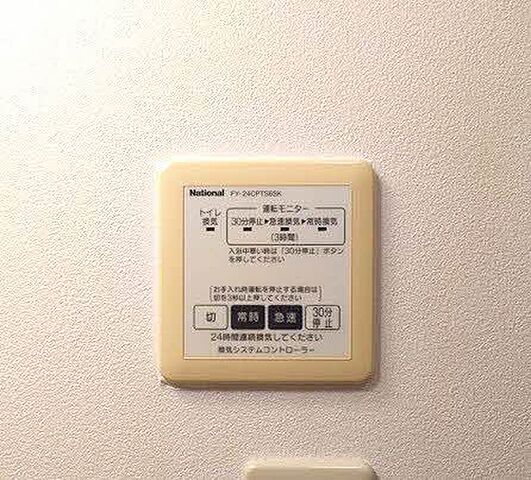 National FY-24CPTS63K
運転モニター
トイレ換気 30分停止▶急速換気▶常時換気
(3時間)
入浴中寒い時は「30分停止」ボタン
を押してください
お手入れ時運転を停止する場合は
切を3秒以上押してください
切 常時 急速 30分停止
24時間連続換気してください
換気システムコントローラー